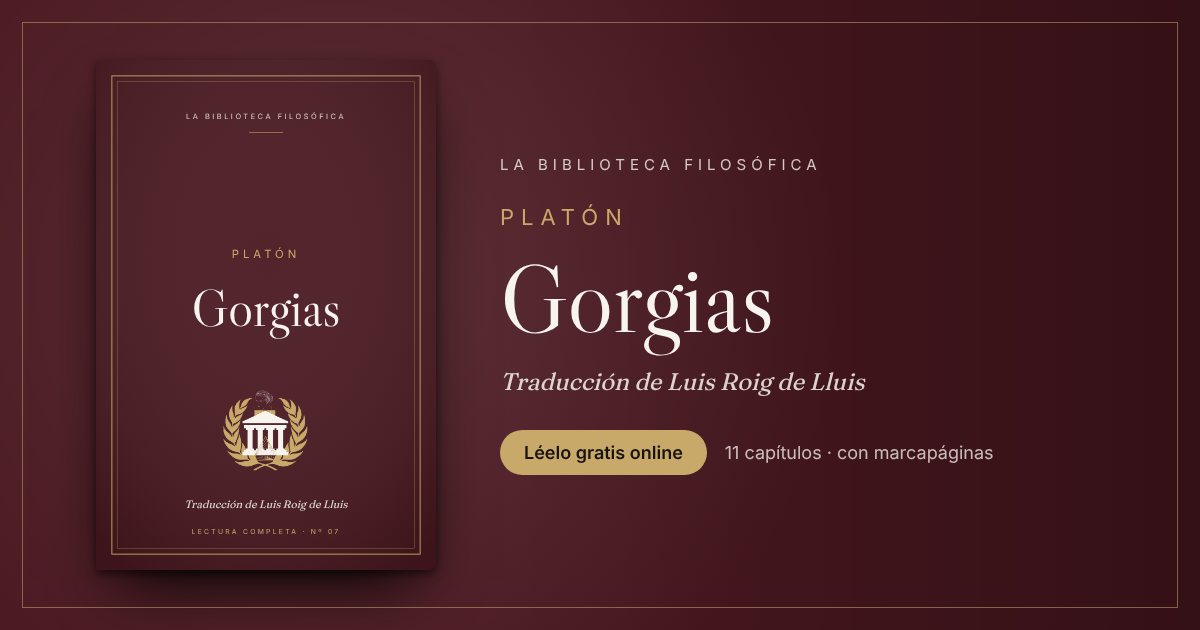 LA BIBLIOTECA FILOSÓFICA
PLATÓN
Gorgias
Traducción de Luis Roig de Lluis
LECTURA COMPLETA · Nº 07
LA BIBLIOTECA FILOSÓFICA
PLATÓN
Gorgias
Traducción de Luis Roig de Lluis
Léelo gratis online
11 capítulos · con marcapáginas